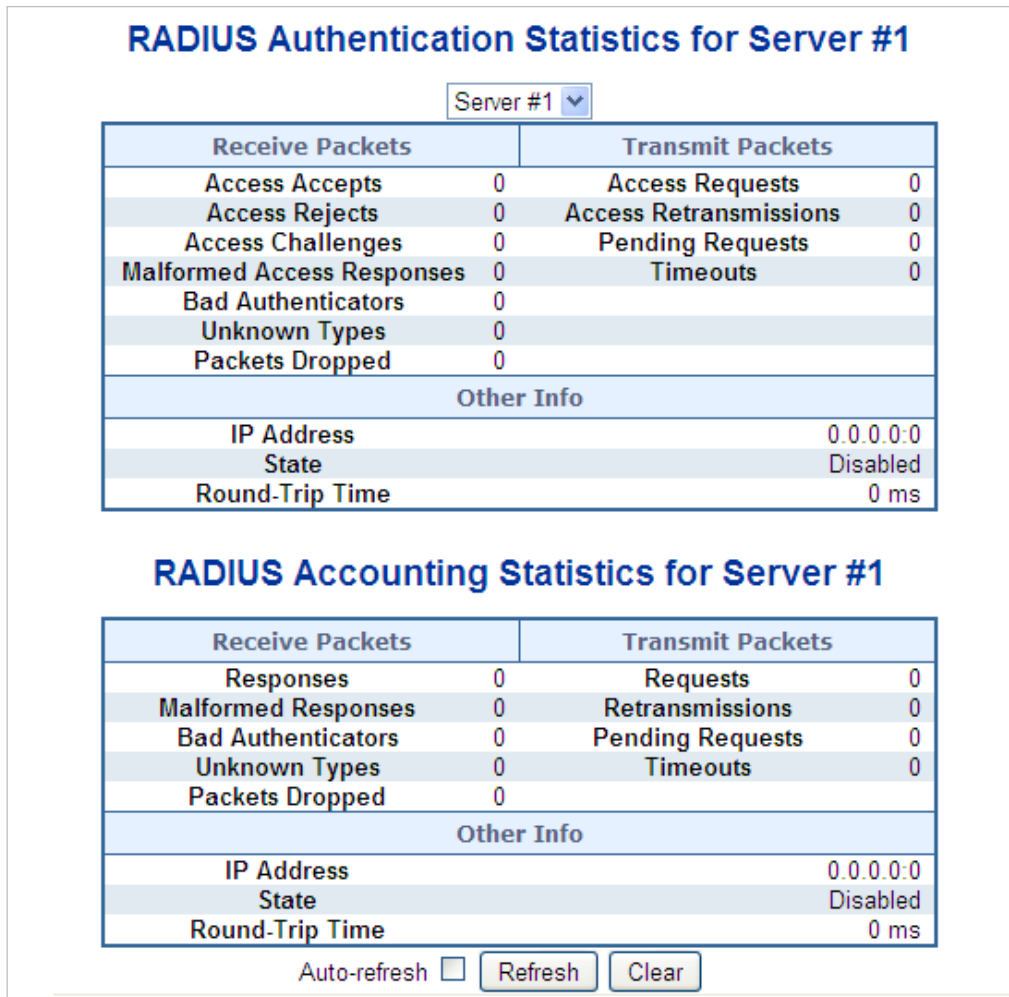 RADIUS Authentication Statistics for Server #1
Server #1
Receive Packets Transmit Packets
Access Accepts 0 Access Requests 0
Access Rejects 0 Access Retransmissions 0
Access Challenges 0 Pending Requests 0
Malformed Access Responses 0 Timeouts 0
Bad Authenticators 0
Unknown Types 0
Packets Dropped 0
Other Info
IP Address 0.0.0.0:0
State Disabled
Round-Trip Time 0 ms
RADIUS Accounting Statistics for Server #1
Receive Packets Transmit Packets
Responses 0 Requests 0
Malformed Responses 0 Retransmissions 0
Bad Authenticators 0 Pending Requests 0
Unknown Types 0 Timeouts 0
Packets Dropped 0
Other Info
IP Address 0.0.0.0:0
State Disabled
Round-Trip Time 0 ms
Auto-refresh Refresh Clear